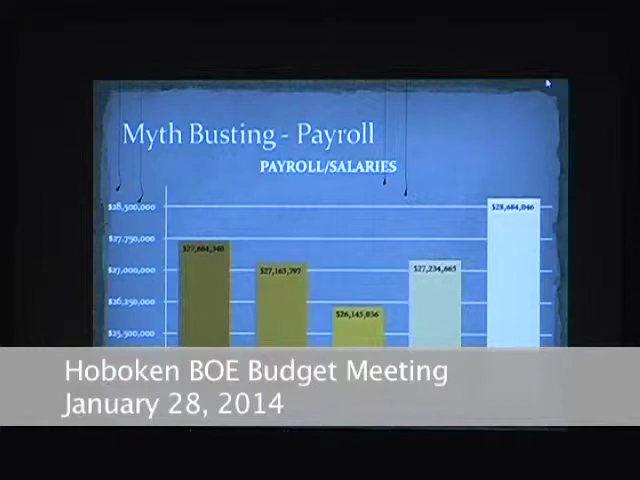 Myth Busting - Payroll
PAYROLL/SALARIES
$28,500,000
$28,684,046
$27,750,000
$27,684,340
$27,000,000
$27,165,797
$27,234,665
$26,250,000
$26,145,036
$25,500,000
Hoboken BOE Budget Meeting
January 28, 2014